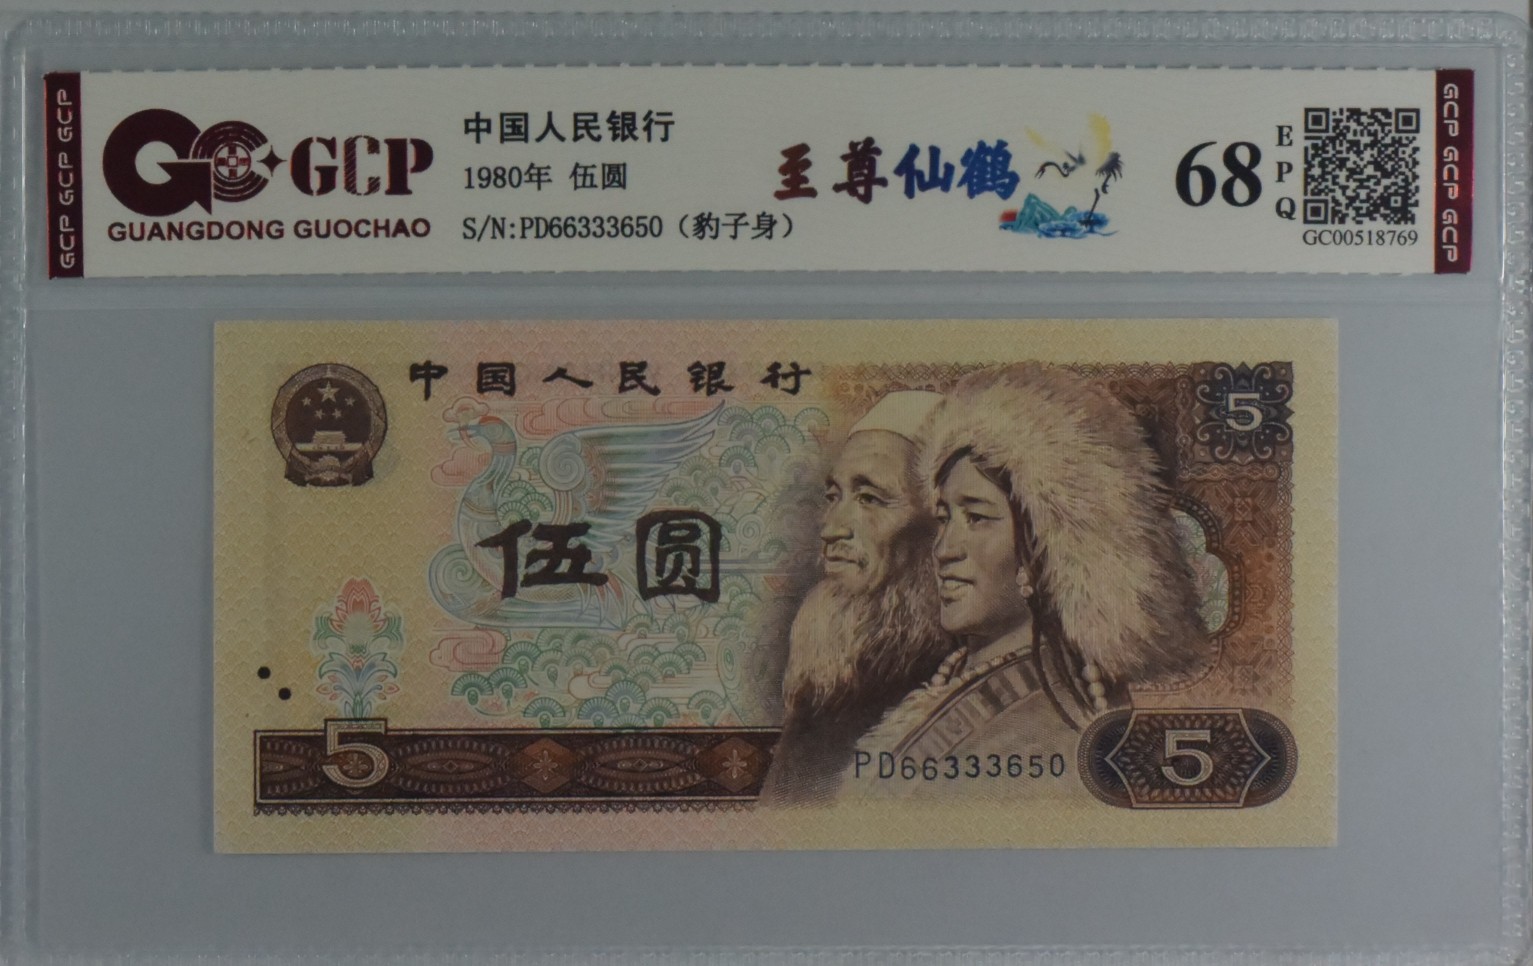 GCP GCP GCP
GCP
GUANGDONG GUOCHAO
中国人民银行
1980年 伍圆
S/N:PD66333650（豹子身）
至尊仙鹤
68
EPQ
GC00518769
GCP GCP GCP
中国人民银行
5
伍圆
5
PD66333650
5